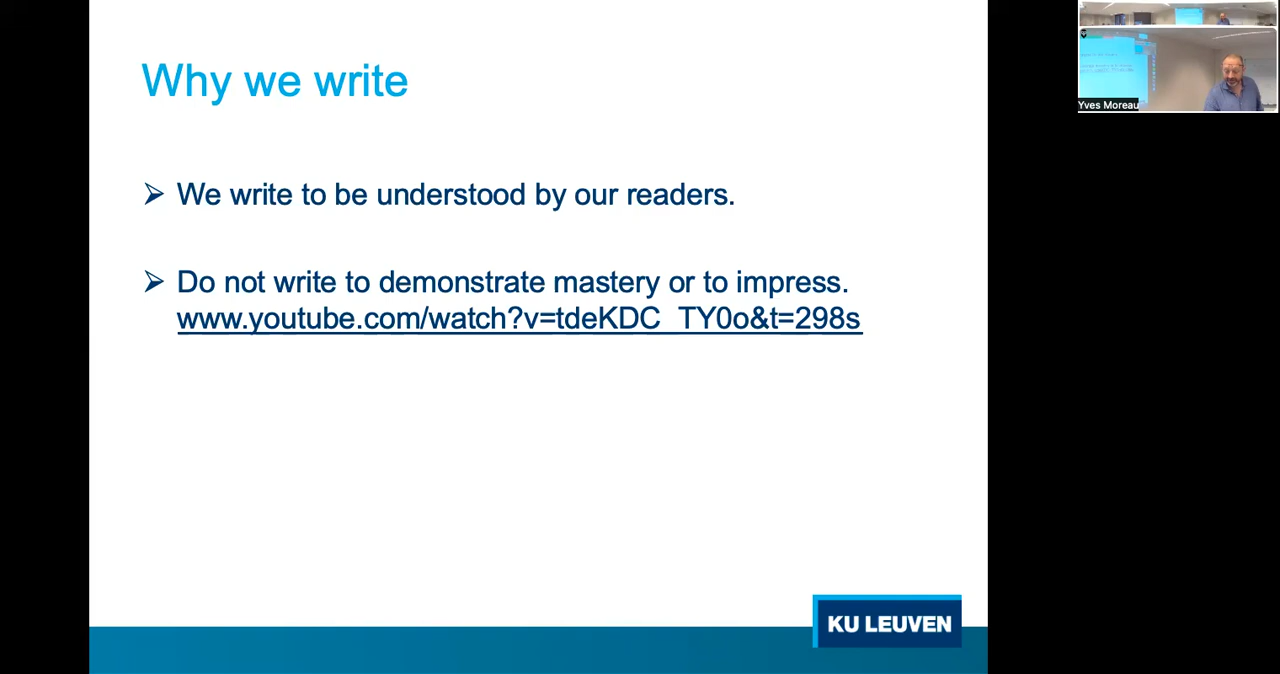 Why we write
➢ We write to be understood by our readers.
➢ Do not write to demonstrate mastery or to impress.
www.youtube.com/watch?v=tdeKDC_TY0o&t=298s
KU LEUVEN
Yves Moreau